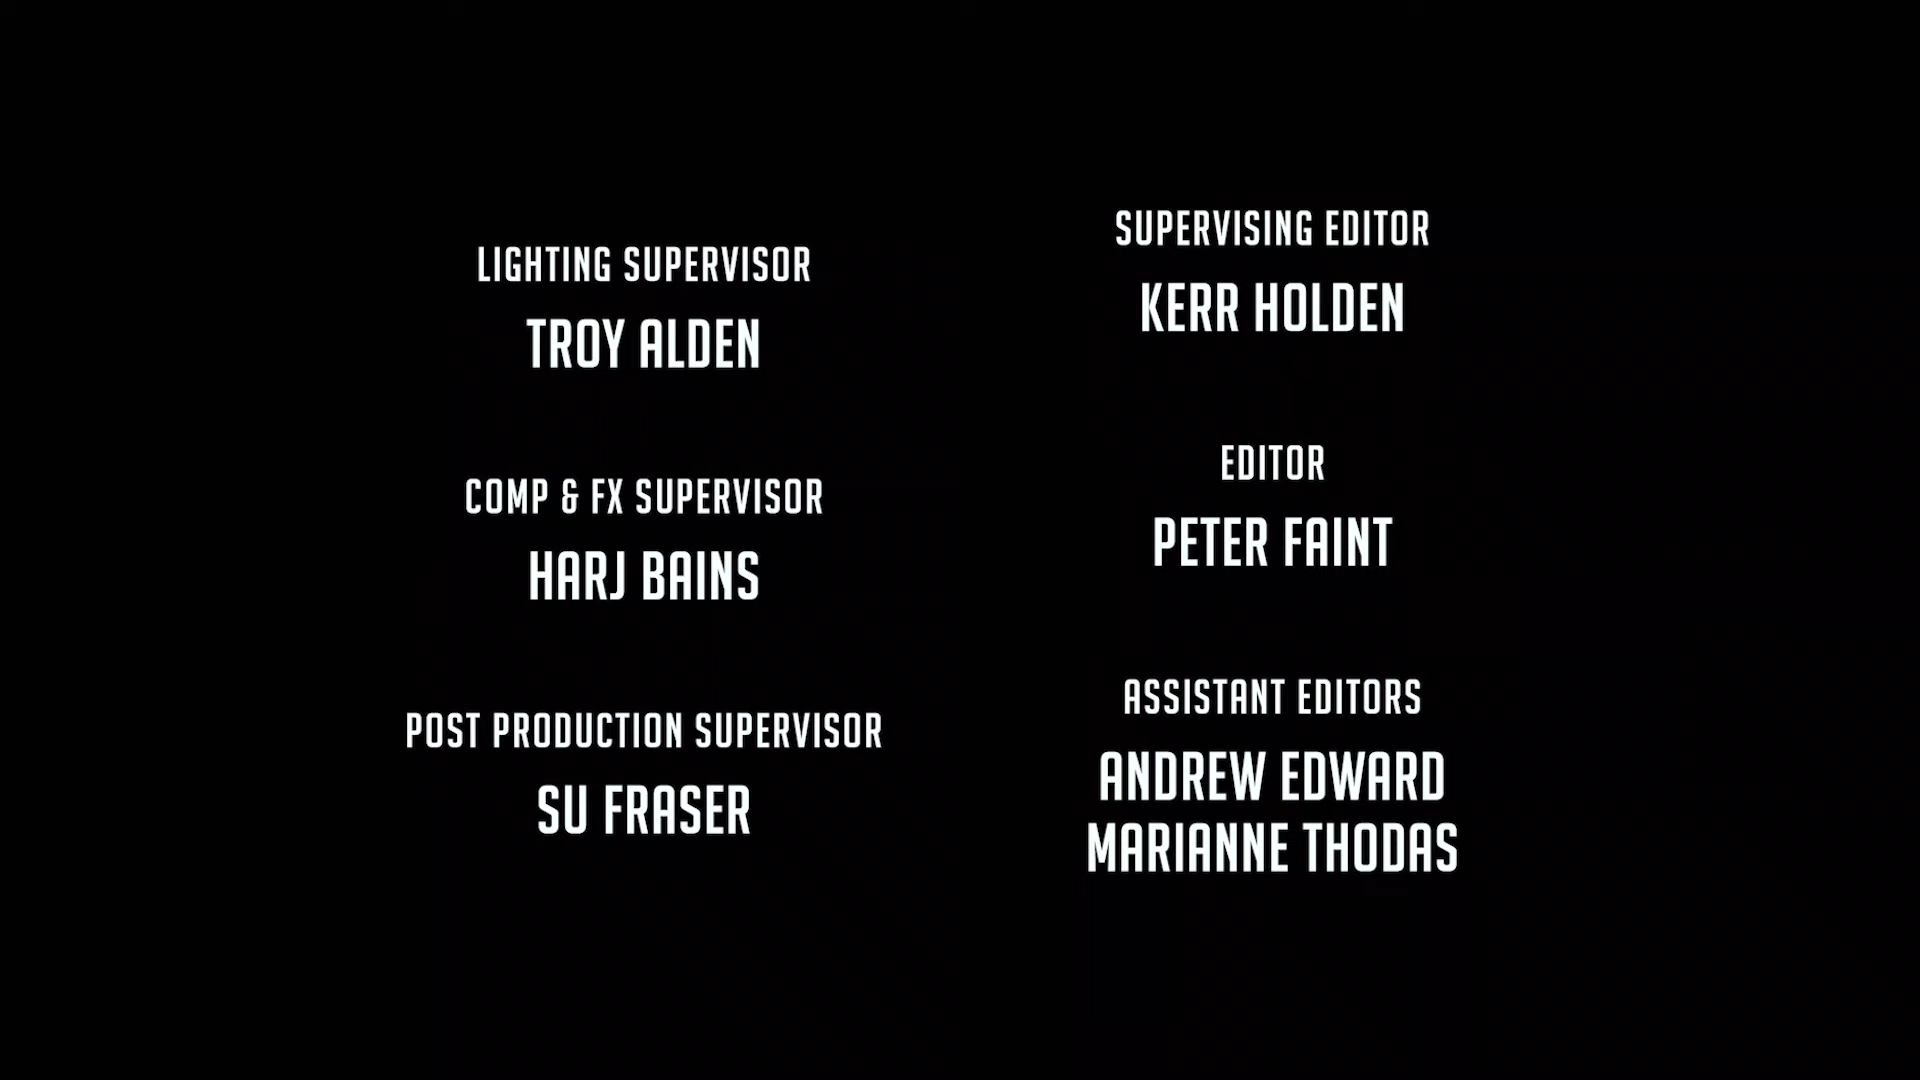 LIGHTING SUPERVISOR
TROY ALDEN
COMP & FX SUPERVISOR
HARJ BAINS
POST PRODUCTION SUPERVISOR
SU FRASER
SUPERVISING EDITOR
KERR HOLDEN
EDITOR
PETER FAINT
ASSISTANT EDITORS
ANDREW EDWARD
MARIANNE THODAS